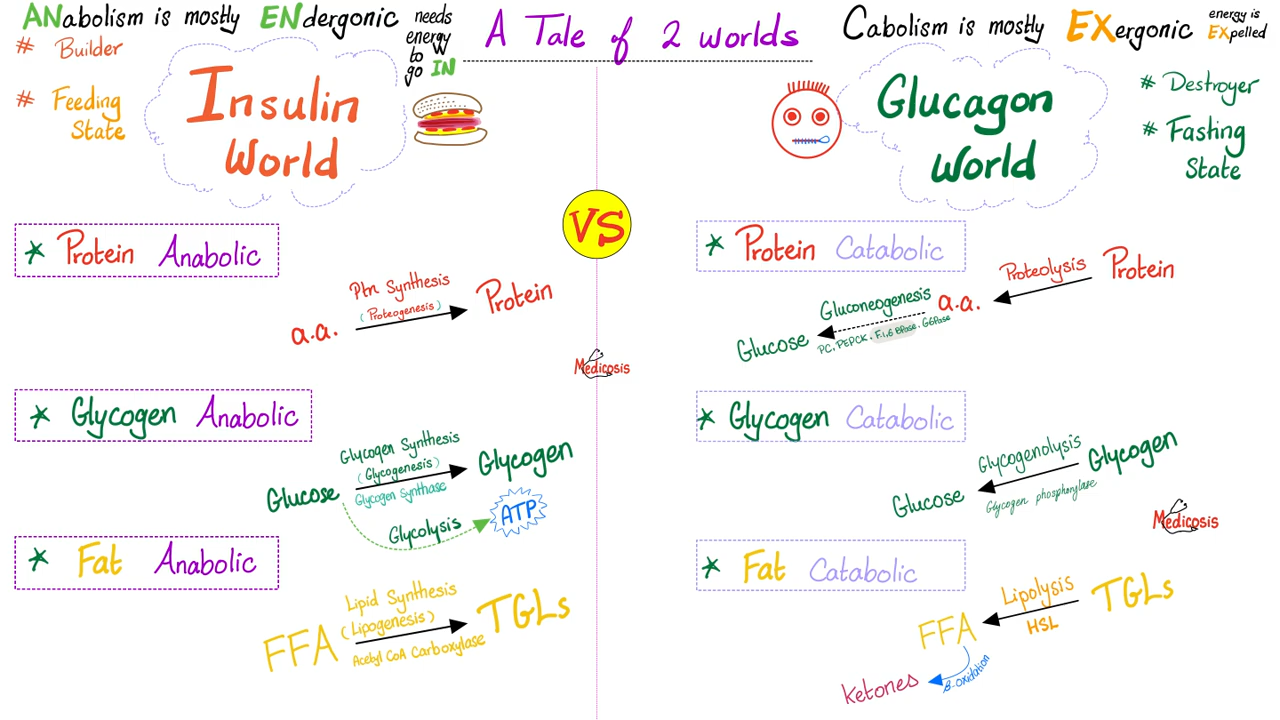 ANabolism is mostly ENdergonic
needs
energy
to
go IN
# Builder
# Feeding
State
Insulin
World
A Tale of 2 worlds
Cabolism is mostly EXergonic
energy is
EXpelled
Glucagon
World
# Destroyer
# Fasting
State
VS
* Protein Anabolic
a.a.
Ptn Synthesis
(Proteogenesis)
Protein
* Glycogen Anabolic
Glucose
Glycogen Synthesis
(Glycogenesis)
Glycogen Synthase
Glycogen
Glycolysis
ATP
* Fat Anabolic
FFA
Lipid Synthesis
(Lipogenesis)
Acetyl CoA Carboxylase
TGLs
Medicosis
* Protein Catabolic
Protein
Proteolysis
a.a.
Gluconeogenesis
PC, PEPCK, F-1,6 BPase, G6Pase
Glucose
* Glycogen Catabolic
Glycogen
Glycogenolysis
Glycogen phosphorylase
Glucose
Medicosis
* Fat Catabolic
TGLs
Lipolysis
HSL
FFA
β-oxidation
Ketones